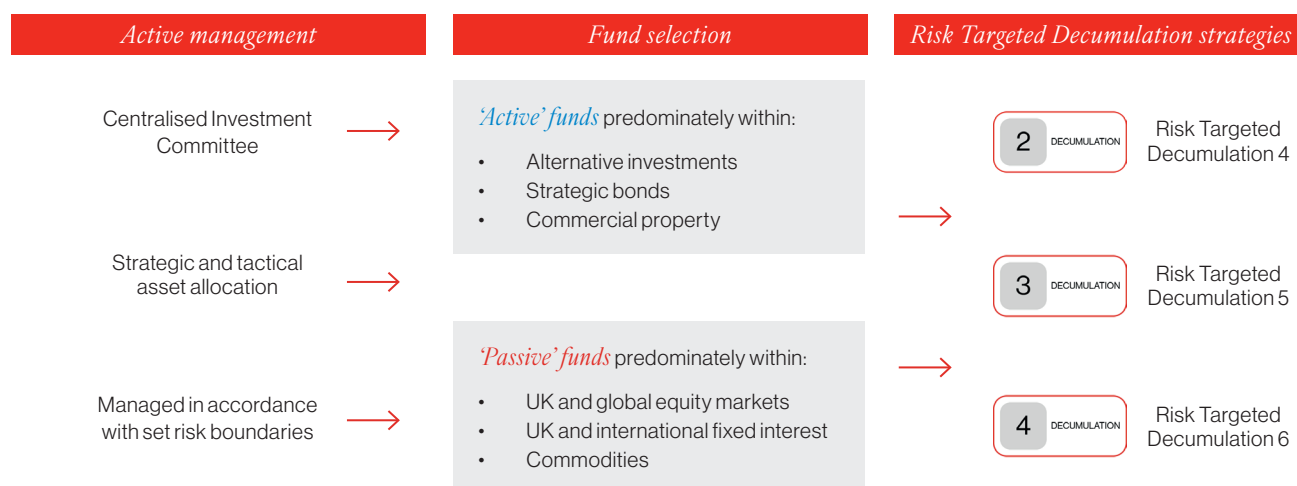 Active management
Centralised Investment
Committee
Strategic and tactical
asset allocation
Managed in accordance
with set risk boundaries
Fund selection
‘Active’ funds predominately within:
• Alternative investments
• Strategic bonds
• Commercial property
‘Passive’ funds predominately within:
• UK and global equity markets
• UK and international fixed interest
• Commodities
Risk Targeted Decumulation strategies
2 DECUMULATION
Risk Targeted
Decumulation 4
3 DECUMULATION
Risk Targeted
Decumulation 5
4 DECUMULATION
Risk Targeted
Decumulation 6